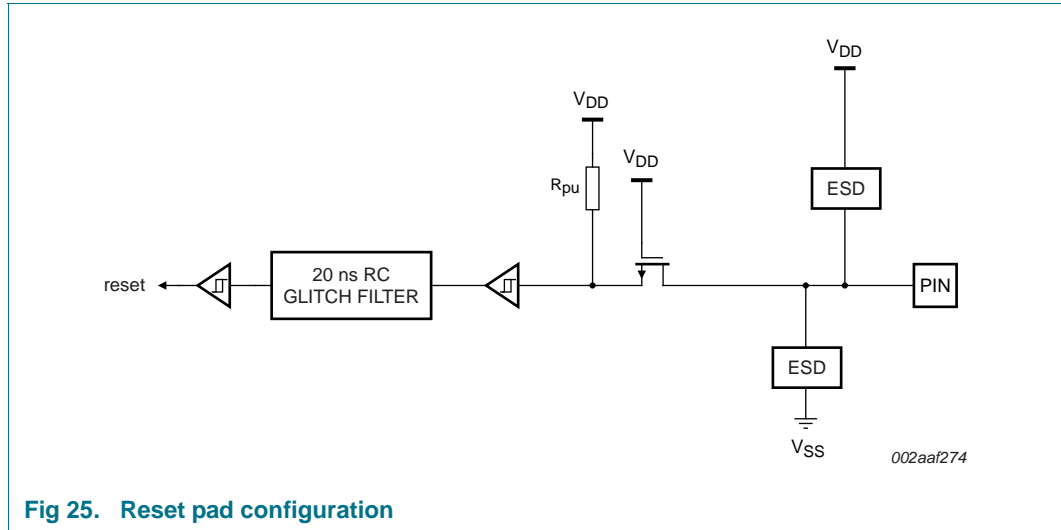 VDD
VDD
VDD
Rpu
ESD
reset
20 ns RC
GLITCH FILTER
PIN
ESD
VSS
002aaf274
Fig 25. Reset pad configuration